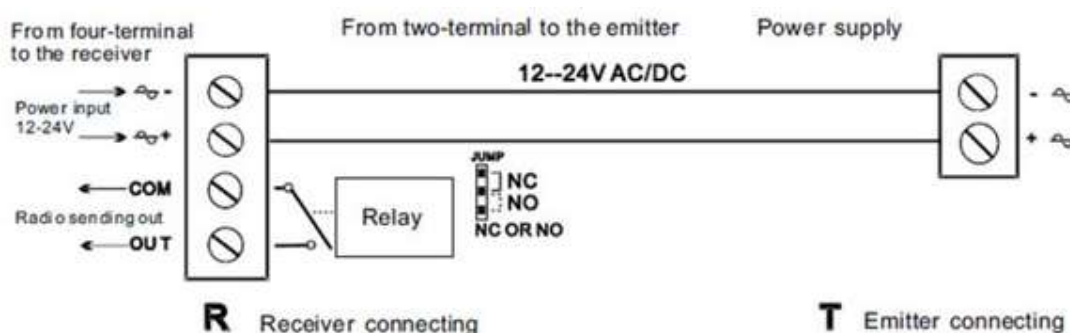 From four-terminal
to the receiver
From two-terminal to the emitter
Power supply
12--24V AC/DC
-
-
Power input
12-24V
+
+
JUMP
NC
NO
NC OR NO
COM
Radio sending out
OUT
Relay
R Receiver connecting
T Emitter connecting